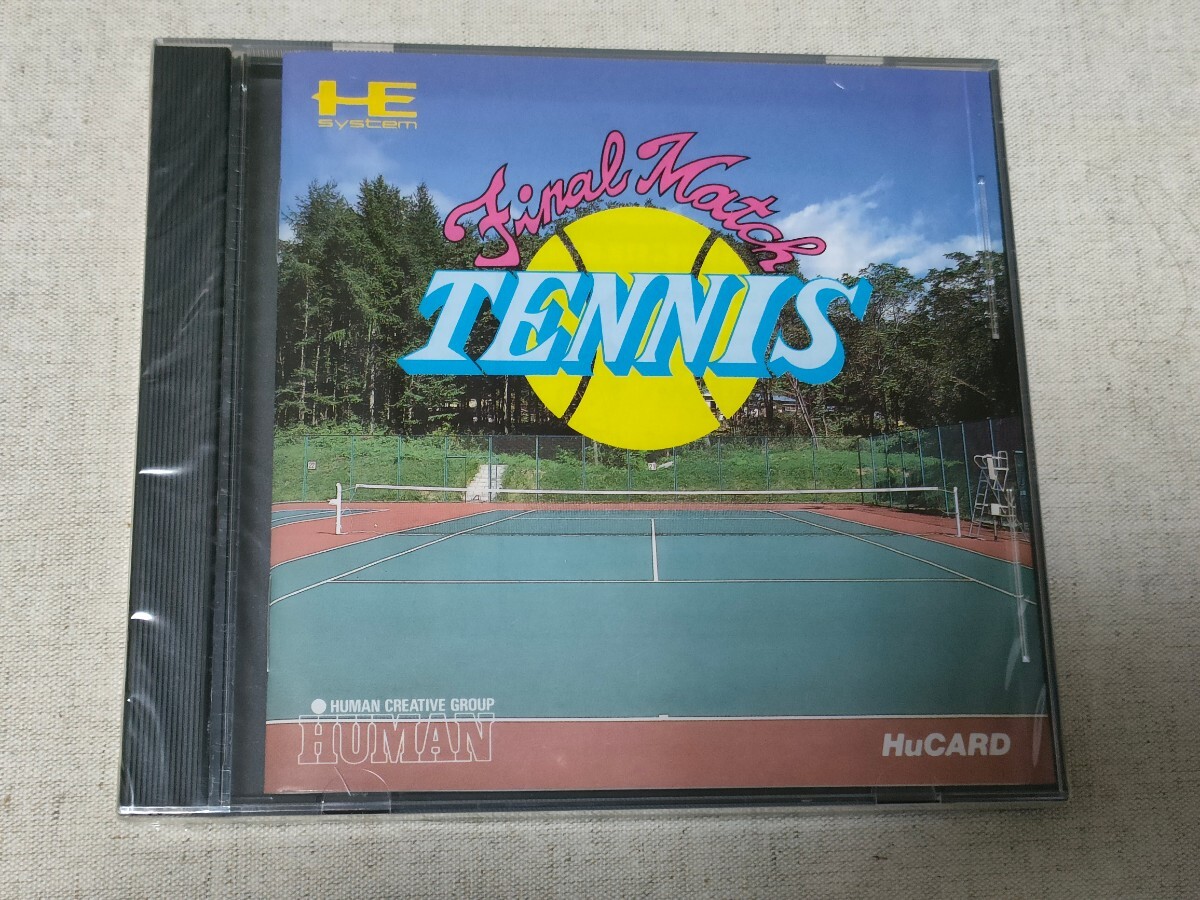 HE
system
Final Match
TENNIS
HUMAN CREATIVE GROUP
HUMAN
HuCARD